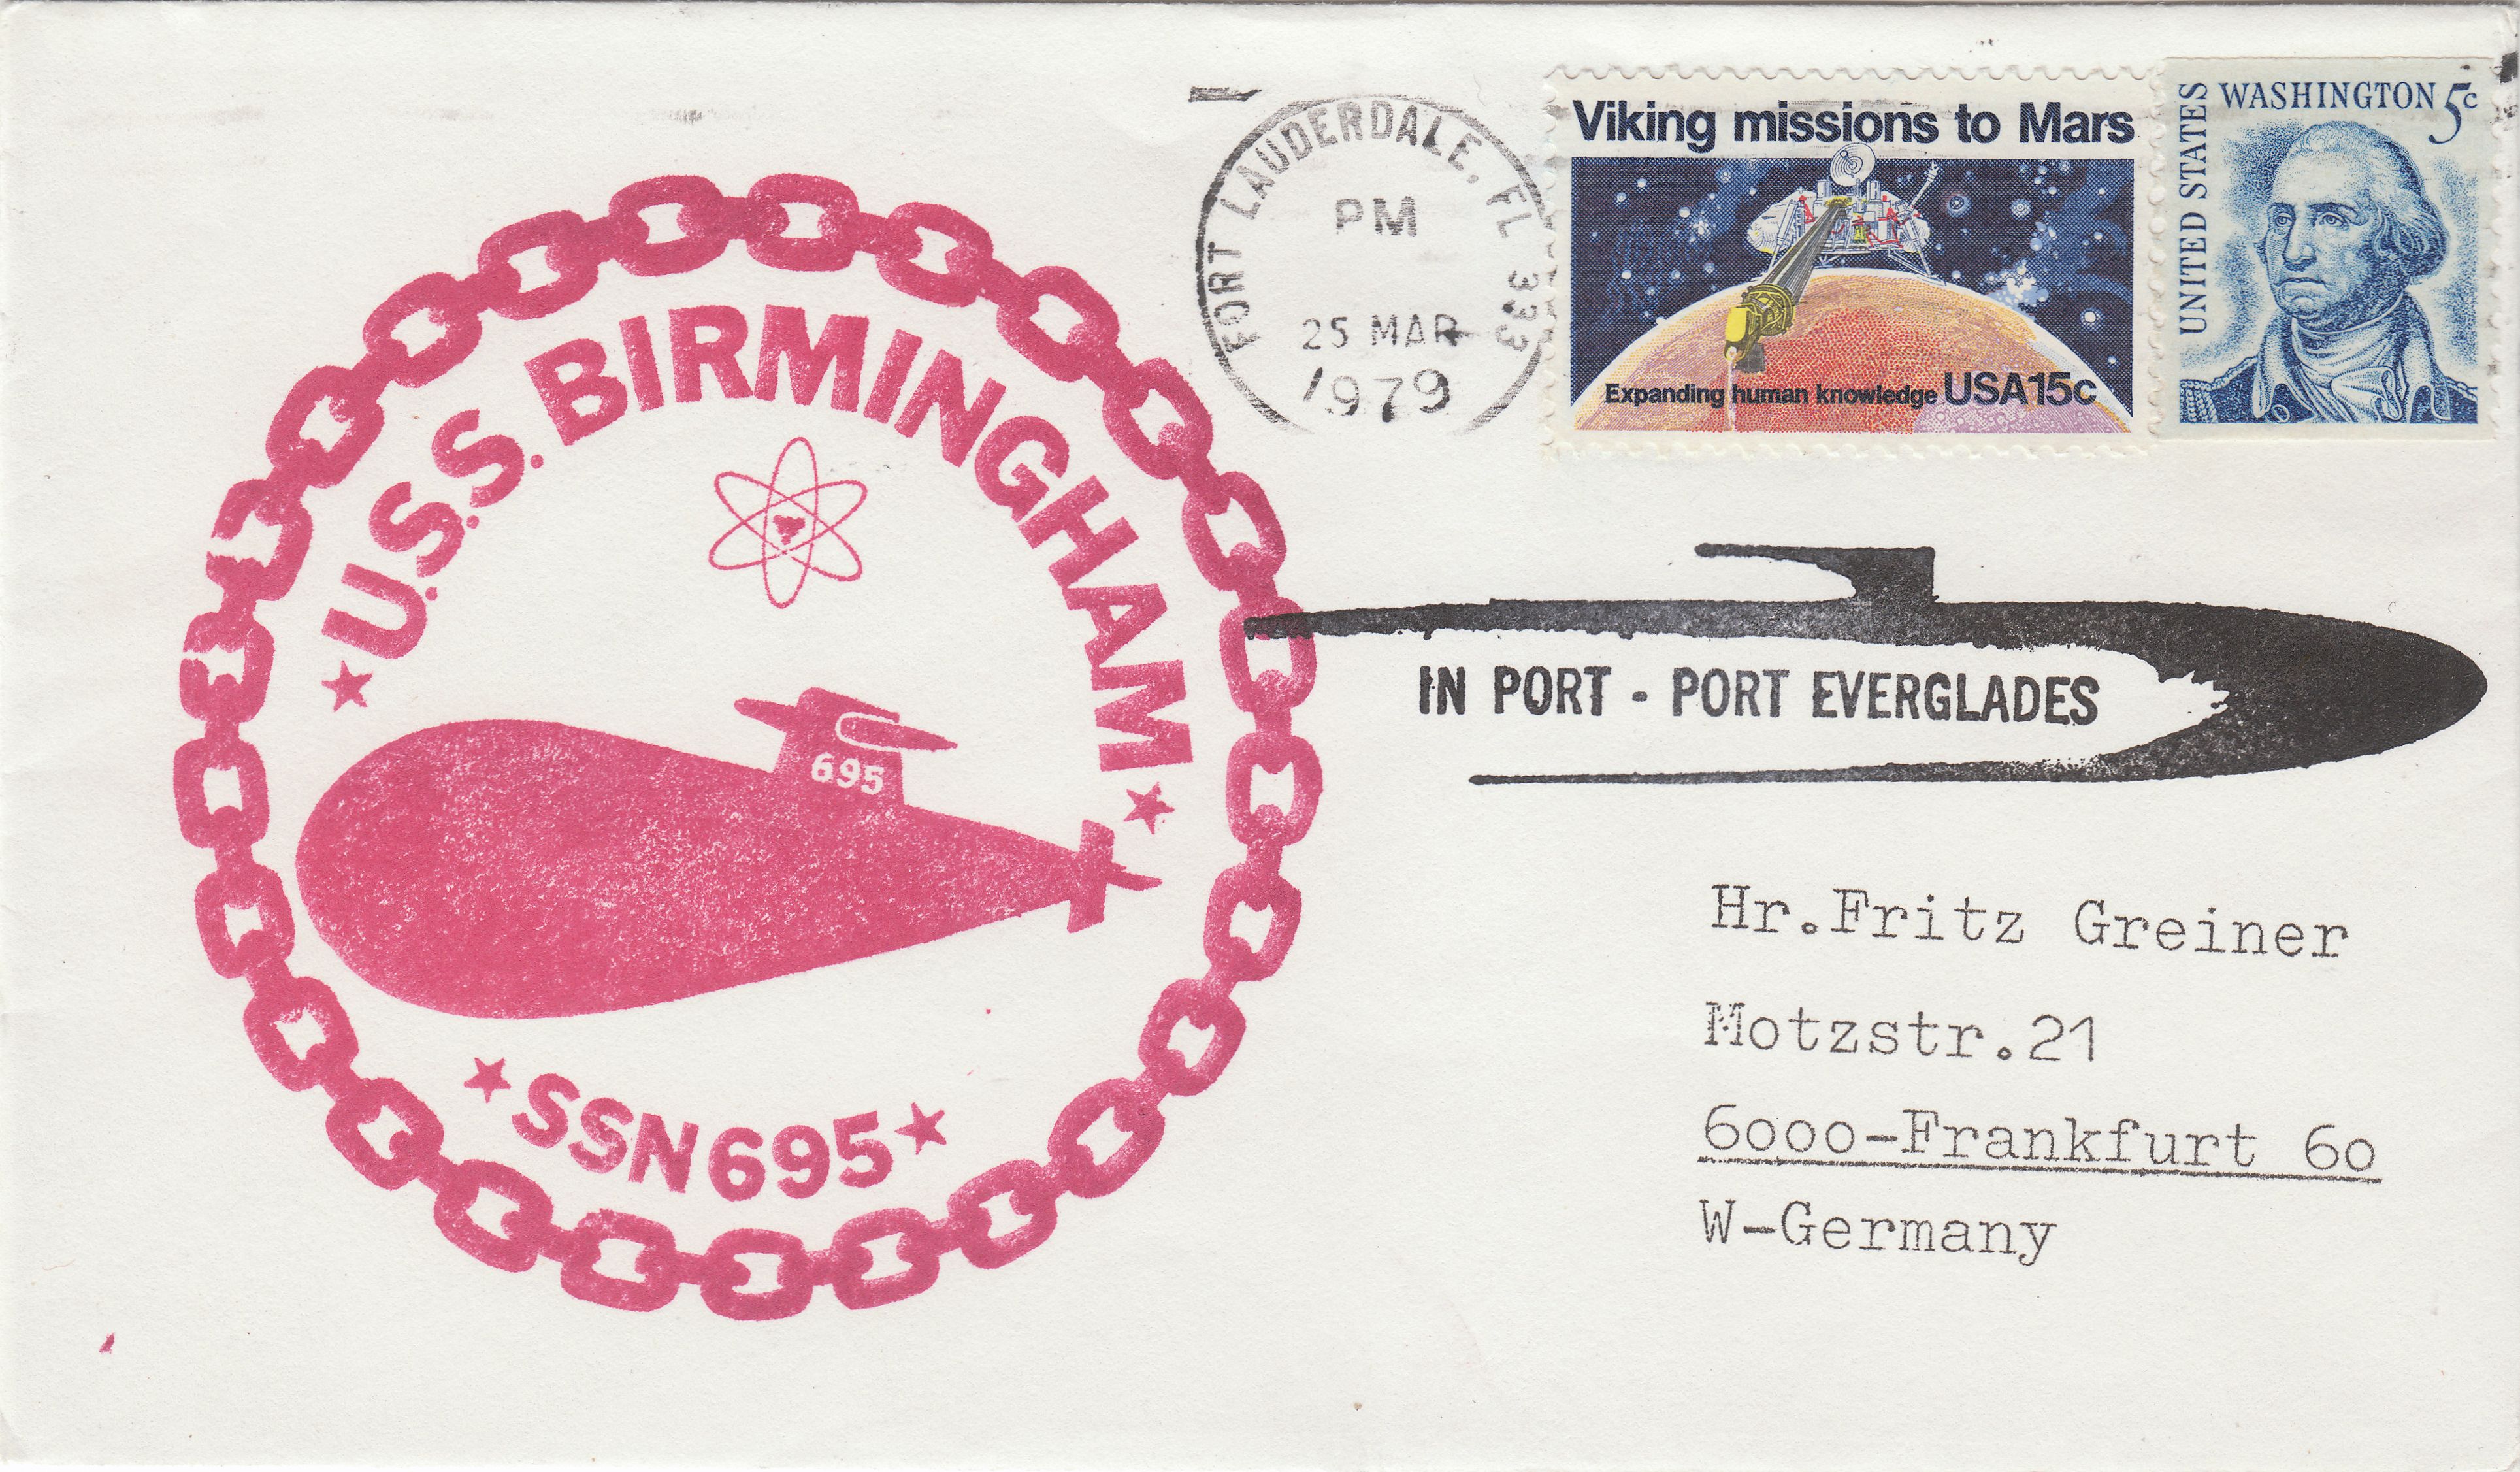 U.S.S. BIRMINGHAM
695
SSN695
FORT LAUDERDALE, FL 333
PM
25 MAR
1979
Viking missions to Mars
Expanding human knowledge USA15c
UNITED STATES
WASHINGTON 5c
IN PORT - PORT EVERGLADES
Hr.Fritz Greiner
Motzstr.21
6000-Frankfurt 60
W-Germany